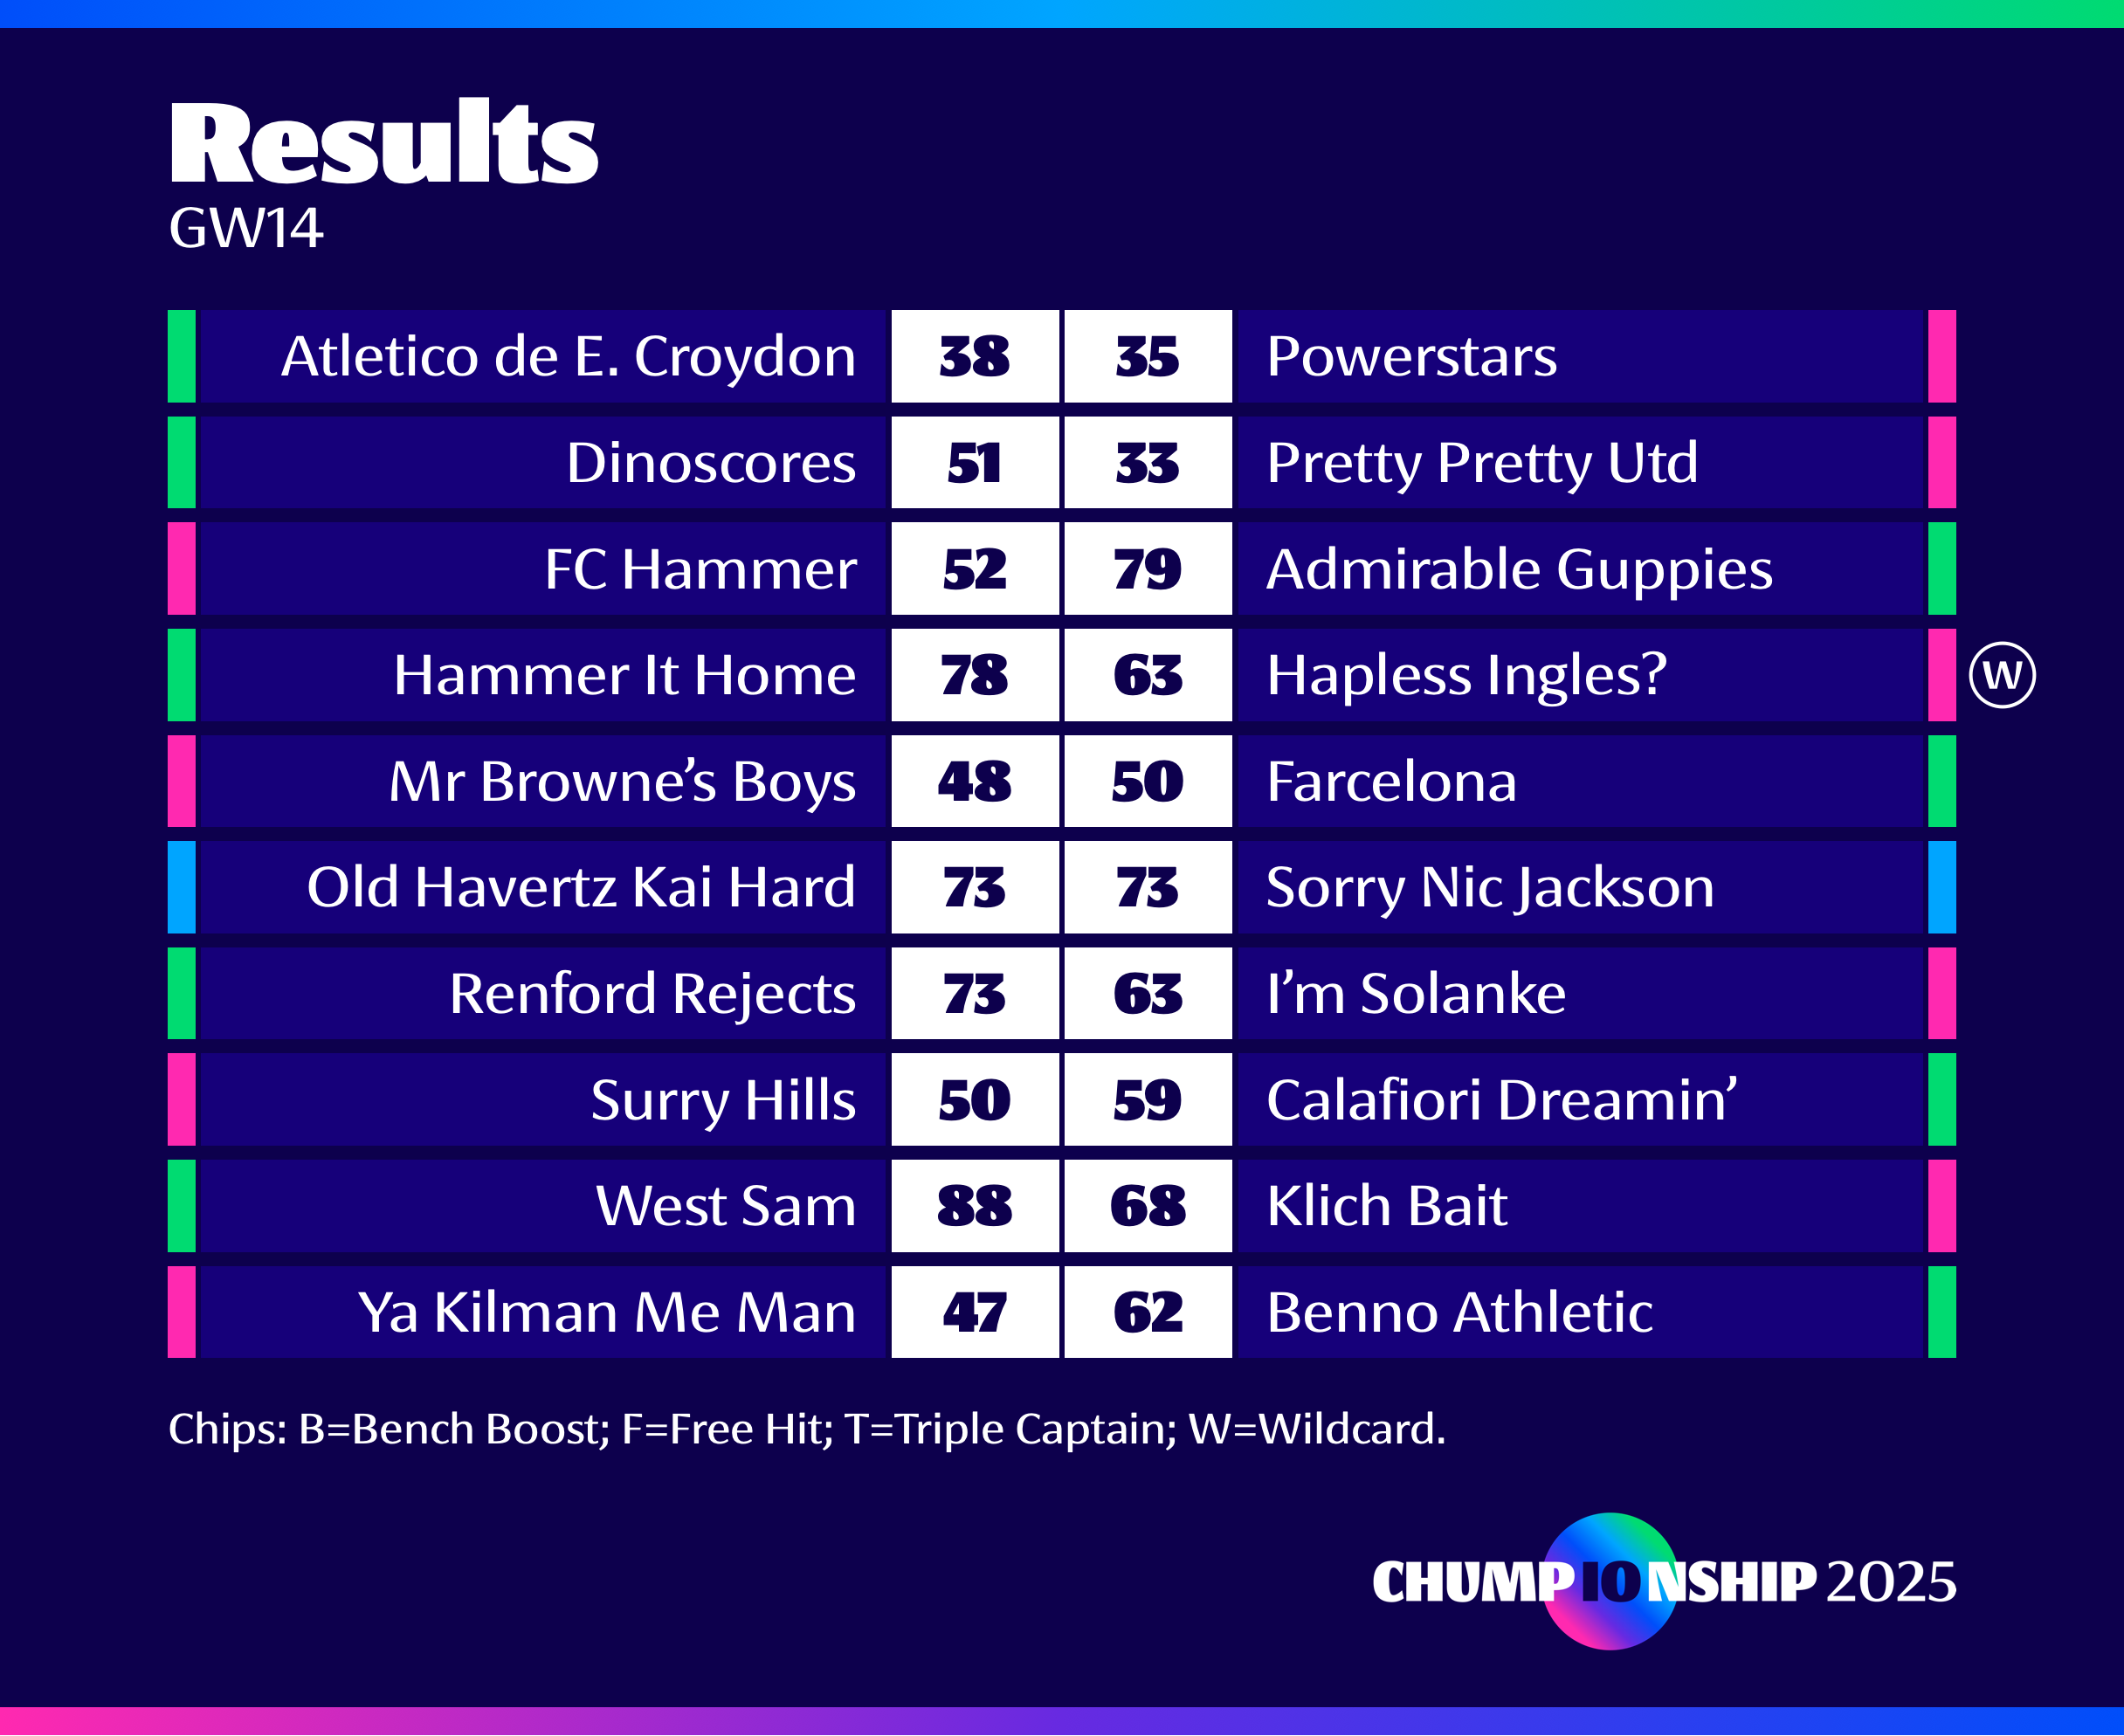 Results
GW14
Atletico de E. Croydon 38 35 Powerstars
Dinoscores 51 33 Pretty Pretty Utd
FC Hammer 52 79 Admirable Guppies
Hammer It Home 78 63 Hapless Ingles? W
Mr Browne’s Boys 48 50 Farcelona
Old Havertz Kai Hard 73 73 Sorry Nic Jackson
Renford Rejects 73 63 I’m Solanke
Surry Hills 50 59 Calafiori Dreamin’
West Sam 88 68 Klich Bait
Ya Kilman Me Man 47 62 Benno Athletic
Chips: B=Bench Boost; F=Free Hit; T=Triple Captain; W=Wildcard.
CHUMPIONSHIP 2025